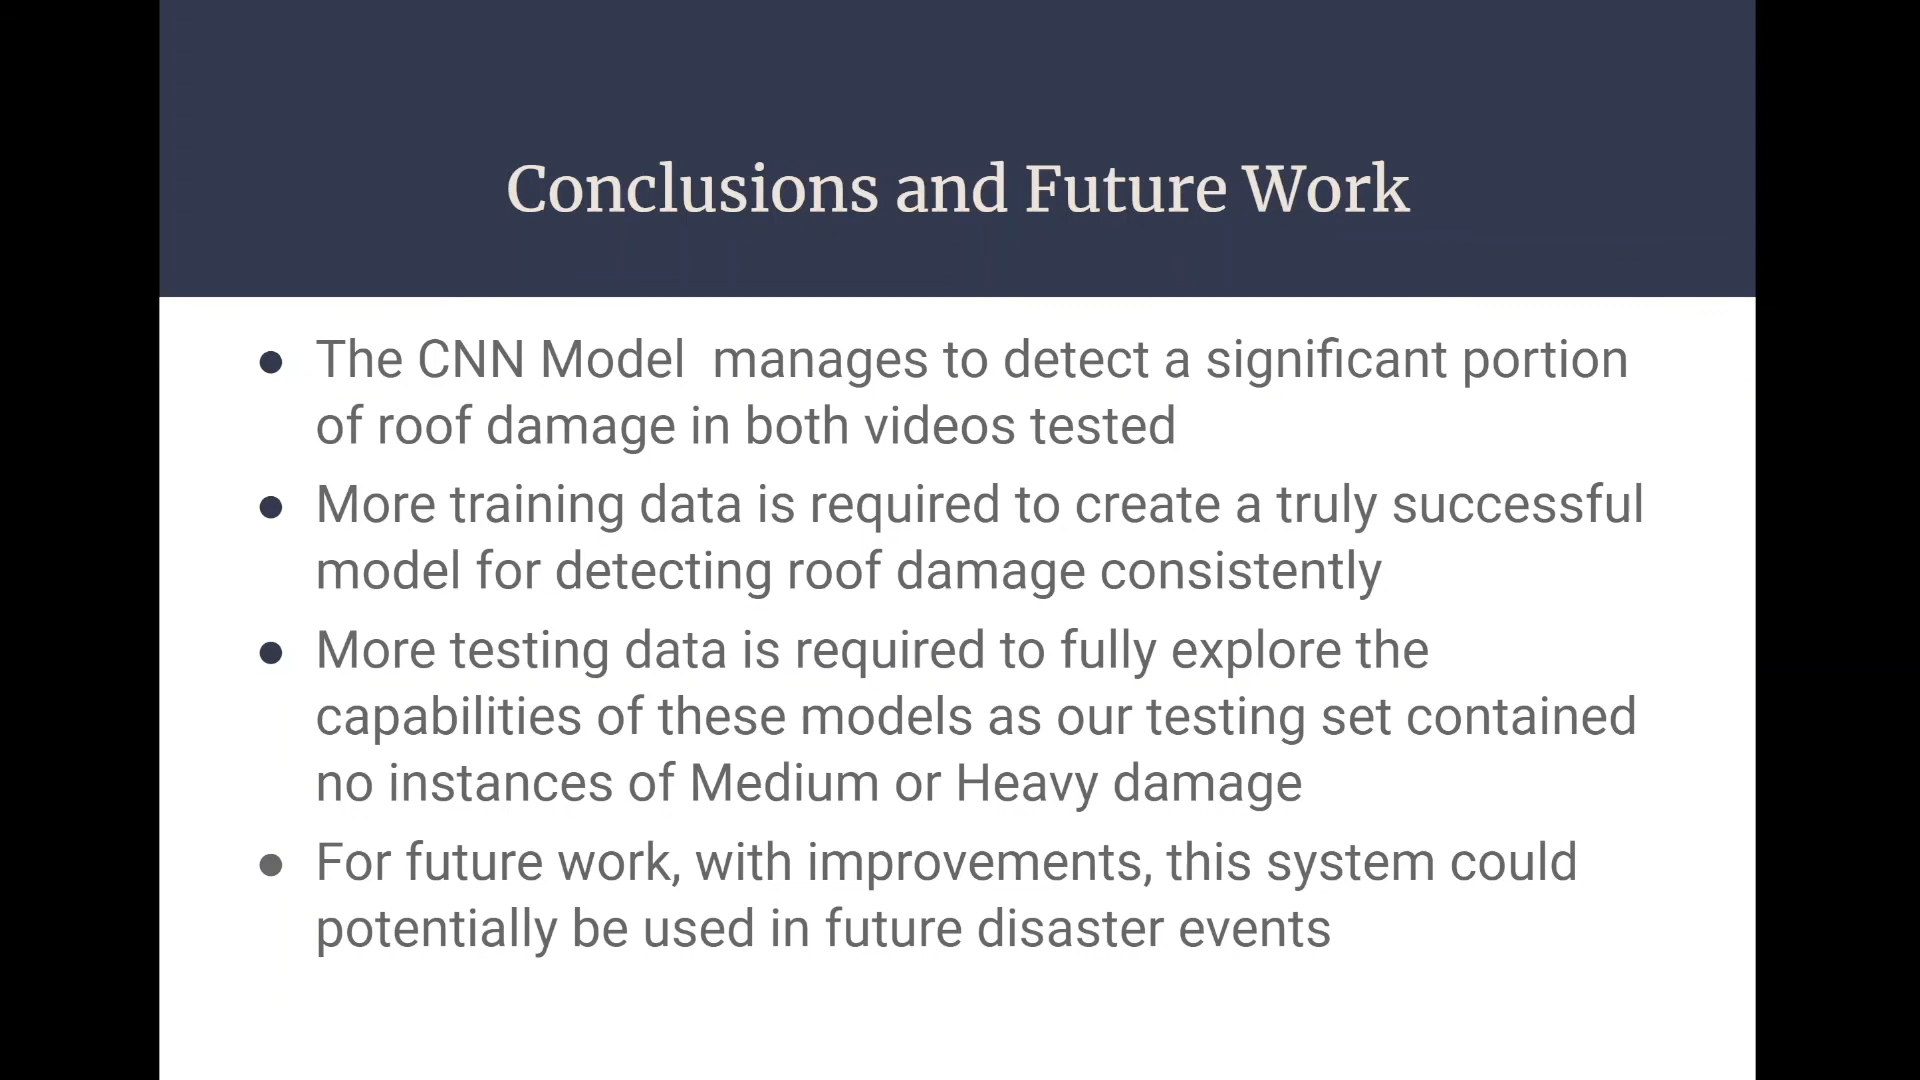 Conclusions and Future Work
● The CNN Model  manages to detect a significant portion
of roof damage in both videos tested
● More training data is required to create a truly successful
model for detecting roof damage consistently
● More testing data is required to fully explore the
capabilities of these models as our testing set contained
no instances of Medium or Heavy damage
● For future work, with improvements, this system could
potentially be used in future disaster events